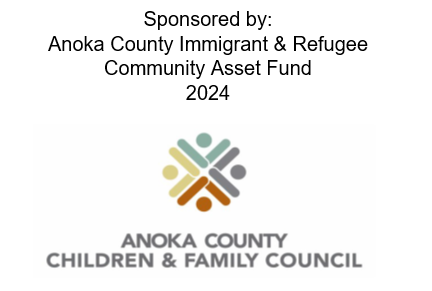 Sponsored by:
Anoka County Immigrant & Refugee
Community Asset Fund
2024
ANOKA COUNTY
CHILDREN & FAMILY COUNCIL